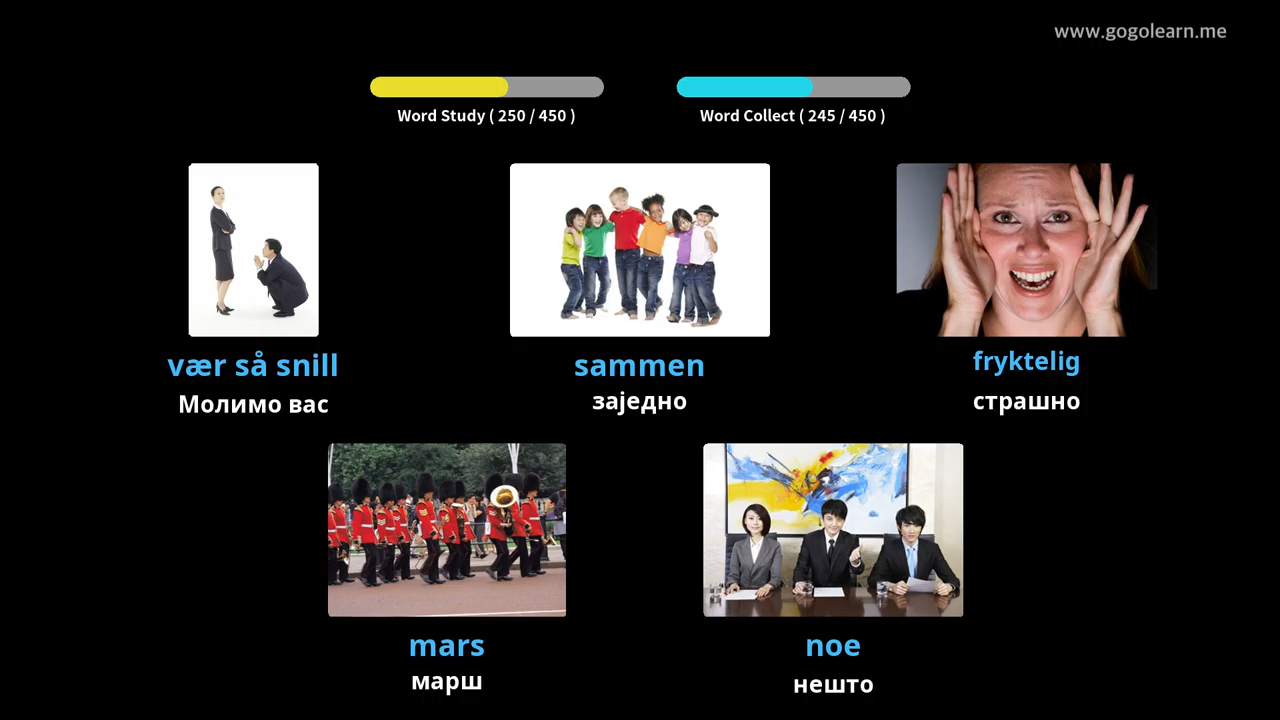 www.gogolearn.me
Word Study ( 250 / 450 )
Word Collect ( 245 / 450 )
vær så snill
Молимо вас
sammen
заједно
fryktelig
страшно
mars
марш
noe
нешто